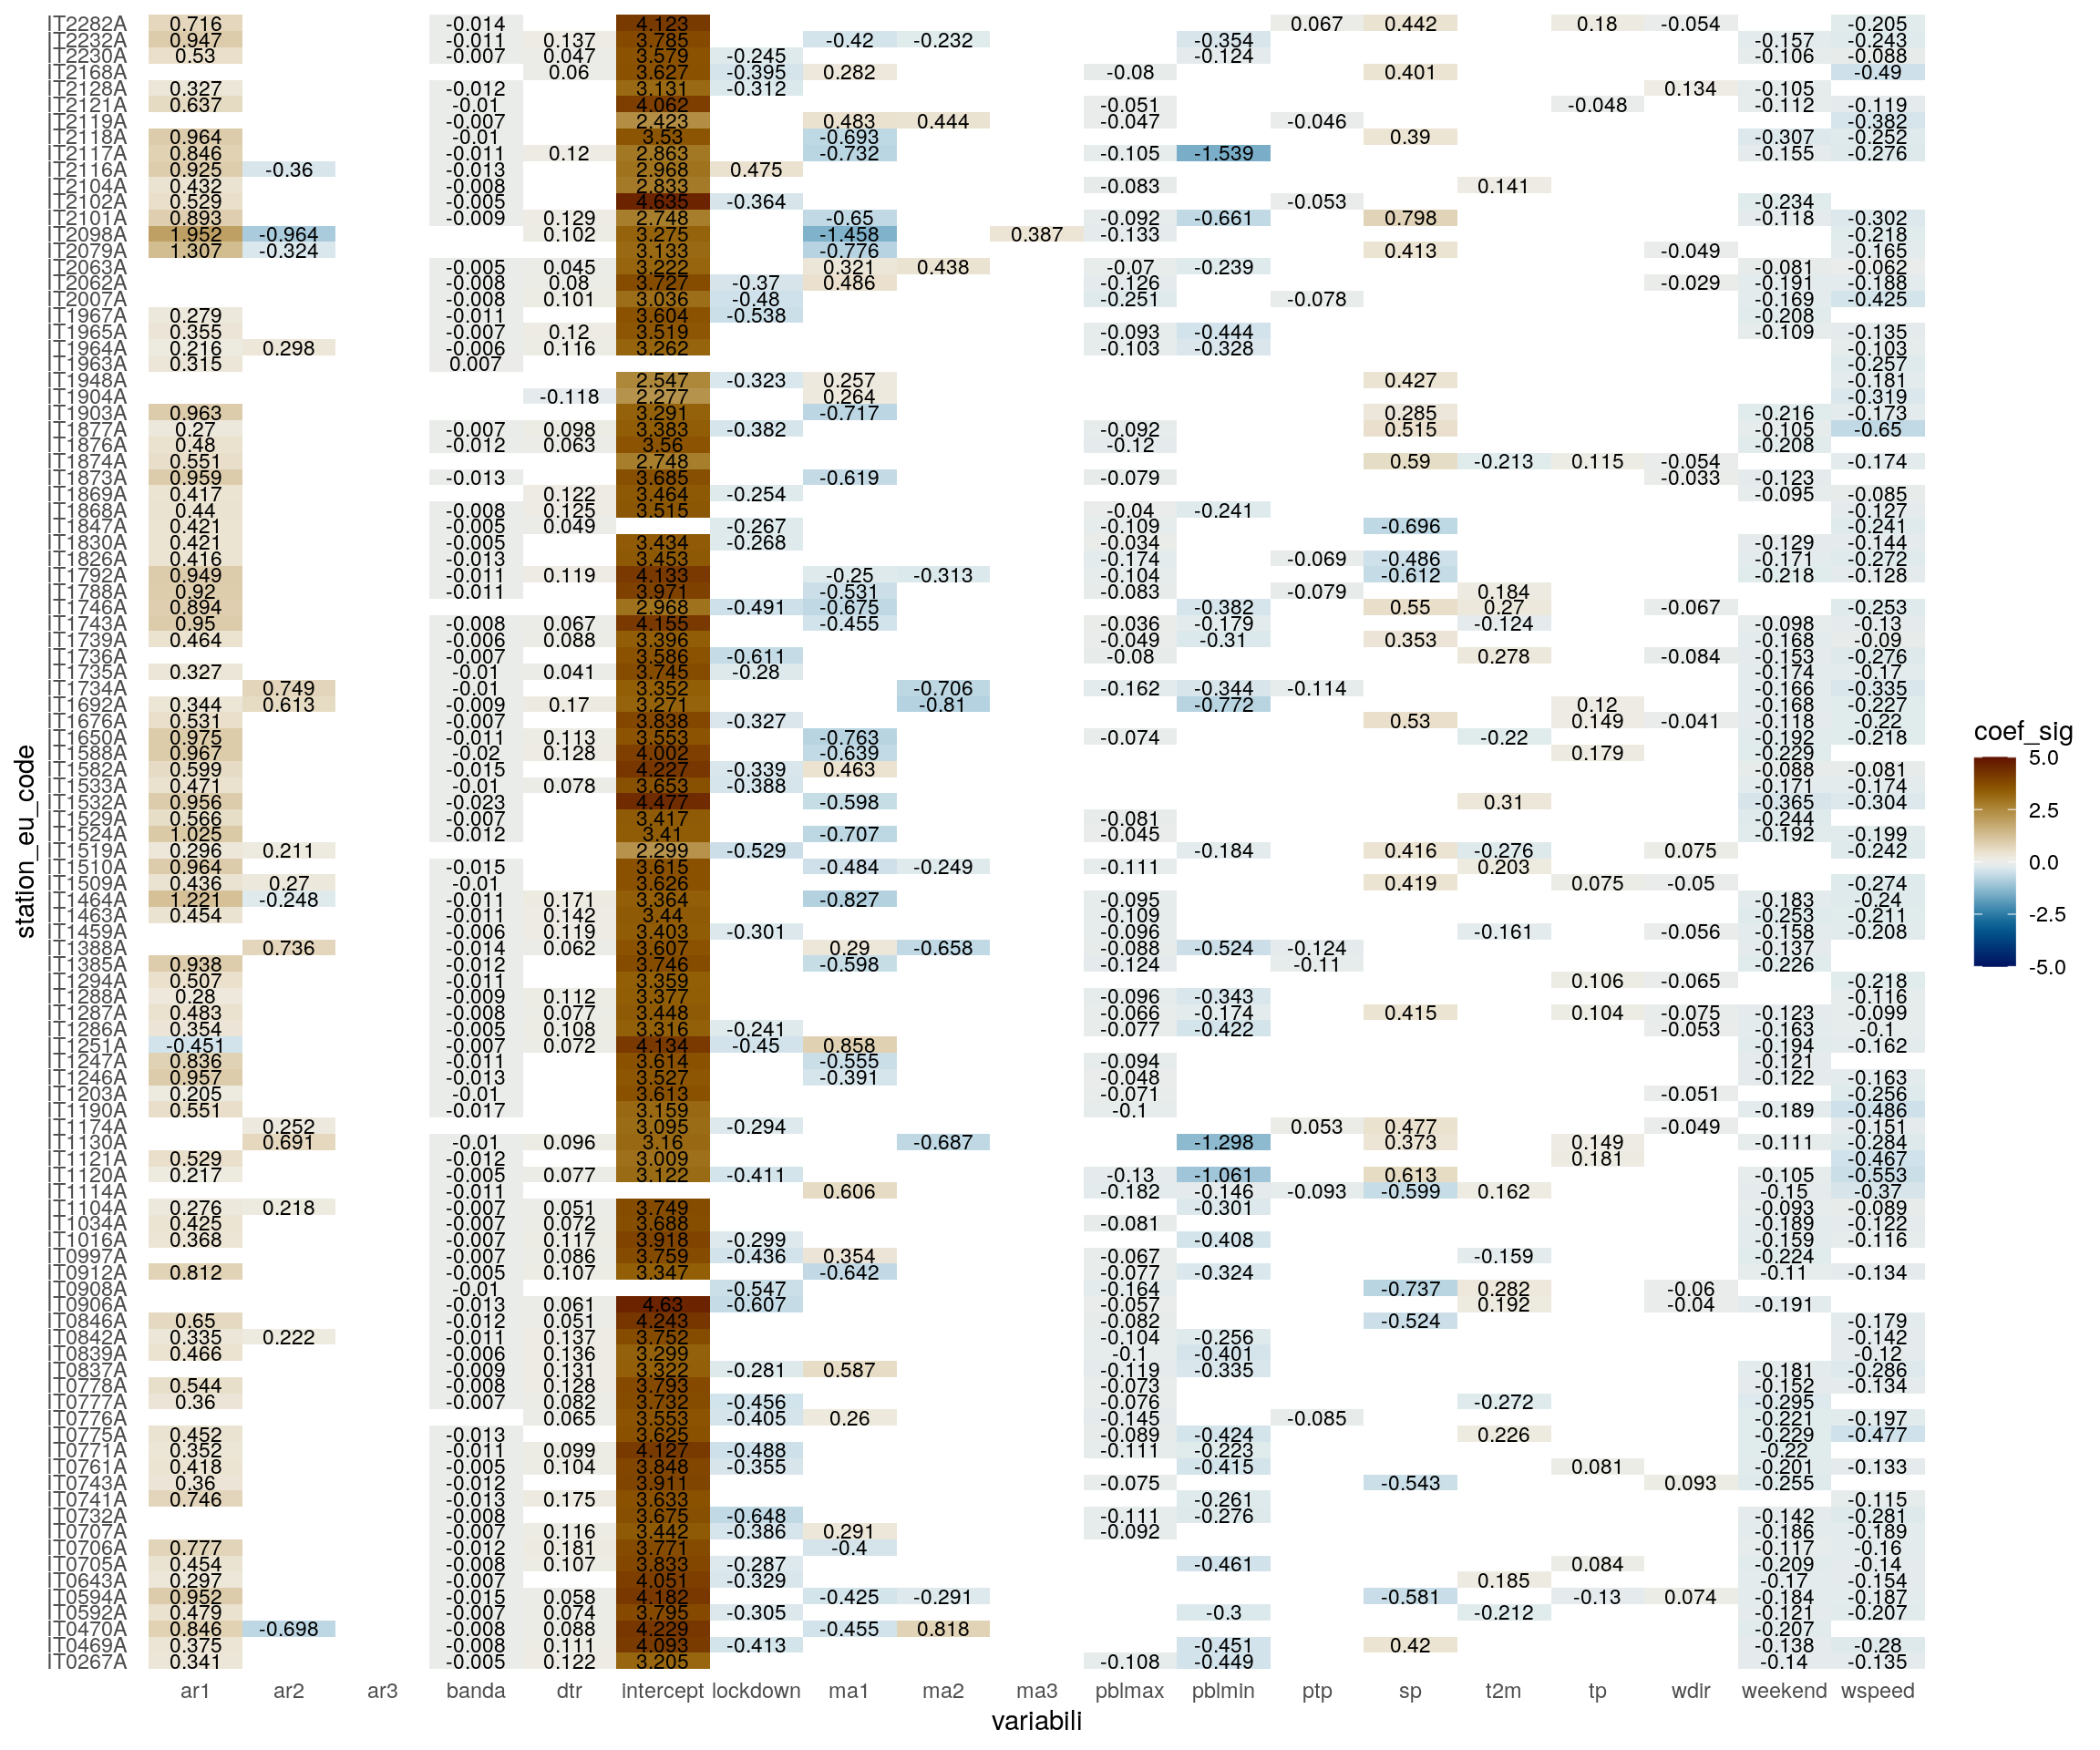 IT2282A 0.716 -0.014 4.123 0.067 0.442 0.18 -0.054 -0.205
IT2232A 0.947 -0.011 0.137 3.785 -0.42 -0.232 -0.354 -0.157 -0.243
IT2230A 0.53 -0.007 0.047 3.579 -0.245 -0.124 -0.106 -0.088
IT2168A 0.06 3.627 -0.395 0.282 -0.08 0.401 -0.49
IT2128A 0.327 -0.012 3.131 -0.312 0.134 -0.105
IT2121A 0.637 -0.01 4.062 -0.051 -0.048 -0.112 -0.119
IT2119A -0.007 2.423 0.483 0.444 -0.047 -0.046 -0.382
IT2118A 0.964 -0.01 3.53 -0.693 0.39 -0.307 -0.252
IT2117A 0.846 -0.011 0.12 2.863 -0.732 -0.105 -1.539 -0.155 -0.276
IT2116A 0.925 -0.36 -0.013 2.968 0.475
IT2104A 0.432 -0.008 2.833 -0.083 0.141
IT2102A 0.529 -0.005 4.635 -0.364 -0.053 -0.234
IT2101A 0.893 -0.009 0.129 2.748 -0.65 -0.092 -0.661 0.798 -0.118 -0.302
IT2098A 1.952 -0.964 0.102 3.275 -1.458 0.387 -0.133 -0.218
IT2079A 1.307 -0.324 3.133 -0.776 0.413 -0.049 -0.165
IT2063A -0.005 0.045 3.222 0.321 0.438 -0.07 -0.239 -0.081 -0.062
IT2062A -0.008 0.08 3.727 -0.37 0.486 -0.126 -0.029 -0.191 -0.188
IT2007A -0.008 0.101 3.036 -0.48 -0.251 -0.078 -0.169 -0.425
IT1967A 0.279 -0.011 3.604 -0.538 -0.208
IT1965A 0.355 -0.007 0.12 3.519 -0.093 -0.444 -0.109 -0.135
IT1964A 0.216 0.298 -0.006 0.116 3.262 -0.103 -0.328 -0.103
IT1963A 0.315 0.007 -0.257
IT1948A 2.547 -0.323 0.257 0.427 -0.181
IT1904A -0.118 2.277 0.264 -0.319
IT1903A 0.963 3.291 -0.717 0.285 -0.216 -0.173
IT1877A 0.27 -0.007 0.098 3.383 -0.382 -0.092 0.515 -0.105 -0.65
IT1876A 0.48 -0.012 0.063 3.56 -0.12 -0.208
IT1874A 0.551 2.748 0.59 -0.213 0.115 -0.054 -0.174
IT1873A 0.959 -0.013 3.685 -0.619 -0.079 -0.033 -0.123
IT1869A 0.417 0.122 3.464 -0.254 -0.095 -0.085
IT1868A 0.44 -0.008 0.125 3.515 -0.04 -0.241 -0.127
IT1847A 0.421 -0.005 0.049 -0.267 -0.109 -0.696 -0.241
IT1830A 0.421 -0.005 3.434 -0.268 -0.034 -0.129 -0.144
IT1826A 0.416 -0.013 3.453 -0.174 -0.069 -0.486 -0.171 -0.272
IT1792A 0.949 -0.011 0.119 4.133 -0.25 -0.313 -0.104 -0.612 -0.218 -0.128
IT1788A 0.92 -0.011 3.971 -0.531 -0.083 -0.079 0.184
IT1746A 0.894 2.968 -0.491 -0.675 -0.382 0.55 0.27 -0.067 -0.253
IT1743A 0.95 -0.008 0.067 4.155 -0.455 -0.036 -0.179 -0.124 -0.098 -0.13
IT1739A 0.464 -0.006 0.088 3.396 -0.049 -0.31 0.353 -0.168 -0.09
IT1736A -0.007 3.586 -0.611 -0.08 0.278 -0.084 -0.153 -0.276
IT1735A 0.327 -0.01 0.041 3.745 -0.28 -0.174 -0.17
IT1734A 0.749 -0.01 3.352 -0.706 -0.162 -0.344 -0.114 -0.166 -0.335
IT1692A 0.344 0.613 -0.009 0.17 3.271 -0.81 -0.772 0.12 -0.168 -0.227
IT1676A 0.531 -0.007 3.838 -0.327 0.53 0.149 -0.041 -0.118 -0.22
IT1650A 0.975 -0.011 0.113 3.553 -0.763 -0.074 -0.22 -0.192 -0.218
IT1588A 0.967 -0.02 0.128 4.002 -0.639 0.179 -0.229
IT1582A 0.599 -0.015 4.227 -0.339 0.463 -0.088 -0.081
IT1533A 0.471 -0.01 0.078 3.653 -0.388 -0.171 -0.174
IT1532A 0.956 -0.023 4.477 -0.598 0.31 -0.365 -0.304
IT1529A 0.566 -0.007 3.417 -0.081 -0.244
IT1524A 1.025 -0.012 3.41 -0.707 -0.045 -0.192 -0.199
IT1519A 0.296 0.211 2.299 -0.529 -0.184 0.416 -0.276 0.075 -0.242
IT1510A 0.964 -0.015 3.615 -0.484 -0.249 -0.111 0.203
IT1509A 0.436 0.27 -0.01 3.626 0.419 0.075 -0.05 -0.274
IT1464A 1.221 -0.248 -0.011 0.171 3.364 -0.827 -0.095 -0.183 -0.24
IT1463A 0.454 -0.011 0.142 3.44 -0.109 -0.253 -0.211
IT1459A -0.006 0.119 3.403 -0.301 -0.096 -0.161 -0.056 -0.158 -0.208
IT1388A 0.736 -0.014 0.062 3.607 0.29 -0.658 -0.088 -0.524 -0.124 -0.137
IT1385A 0.938 -0.012 3.746 -0.598 -0.124 -0.11 -0.226
IT1294A 0.507 -0.011 3.359 0.106 -0.065 -0.218
IT1288A 0.28 -0.009 0.112 3.377 -0.096 -0.343 -0.116
IT1287A 0.483 -0.008 0.077 3.448 -0.066 -0.174 0.415 0.104 -0.075 -0.123 -0.099
IT1286A 0.354 -0.005 0.108 3.316 -0.241 -0.077 -0.422 -0.053 -0.163 -0.1
IT1251A -0.451 -0.007 0.072 4.134 -0.45 0.858 -0.194 -0.162
IT1247A 0.836 -0.011 3.614 -0.555 -0.094 -0.121
IT1246A 0.957 -0.013 3.527 -0.391 -0.048 -0.122 -0.163
IT1203A 0.205 -0.01 3.613 -0.071 -0.051 -0.256
IT1190A 0.551 -0.017 3.159 -0.1 -0.189 -0.486
IT1174A 0.252 3.095 -0.294 0.053 0.477 -0.049 -0.151
IT1130A 0.691 -0.01 0.096 3.16 -0.687 -1.298 0.373 0.149 -0.111 -0.284
IT1121A 0.529 -0.012 3.009 0.181 -0.467
IT1120A 0.217 -0.005 0.077 3.122 -0.411 -0.13 -1.061 0.613 -0.105 -0.553
IT1114A -0.011 0.606 -0.182 -0.146 -0.093 -0.599 0.162 -0.15 -0.37
IT1104A 0.276 0.218 -0.007 0.051 3.749 -0.301 -0.093 -0.089
IT1034A 0.425 -0.007 0.072 3.688 -0.081 -0.189 -0.122
IT1016A 0.368 -0.007 0.117 3.918 -0.299 -0.408 -0.159 -0.116
IT0997A -0.007 0.086 3.759 -0.436 0.354 -0.067 -0.159 -0.224
IT0912A 0.812 -0.005 0.107 3.347 -0.642 -0.077 -0.324 -0.11 -0.134
IT0908A -0.01 -0.547 -0.164 -0.737 0.282 -0.06
IT0906A -0.013 0.061 4.63 -0.607 -0.057 0.192 -0.04 -0.191
IT0846A 0.65 -0.012 0.051 4.243 -0.082 -0.524 -0.179
IT0842A 0.335 0.222 -0.011 0.137 3.752 -0.104 -0.256 -0.142
IT0839A 0.466 -0.006 0.136 3.299 -0.1 -0.401 -0.12
IT0837A -0.009 0.131 3.322 -0.281 0.587 -0.119 -0.335 -0.181 -0.286
IT0778A 0.544 -0.008 0.128 3.793 -0.073 -0.152 -0.134
IT0777A 0.36 -0.007 0.082 3.732 -0.456 -0.076 -0.272 -0.295
IT0776A 0.065 3.553 -0.405 0.26 -0.145 -0.085 -0.221 -0.197
IT0775A 0.452 -0.013 3.625 -0.089 -0.424 0.226 -0.229 -0.477
IT0771A 0.352 -0.011 0.099 4.127 -0.488 -0.111 -0.223 -0.22
IT0761A 0.418 -0.005 0.104 3.848 -0.355 -0.415 0.081 -0.201 -0.133
IT0743A 0.36 -0.012 3.911 -0.075 -0.543 0.093 -0.255
IT0741A 0.746 -0.013 0.175 3.633 -0.261 -0.115
IT0732A -0.008 3.675 -0.648 -0.111 -0.276 -0.142 -0.281
IT0707A -0.007 0.116 3.442 -0.386 0.291 -0.092 -0.186 -0.189
IT0706A 0.777 -0.012 0.181 3.771 -0.4 -0.117 -0.16
IT0705A 0.454 -0.008 0.107 3.833 -0.287 -0.461 0.084 -0.209 -0.14
IT0643A 0.297 -0.007 4.051 -0.329 0.185 -0.17 -0.154
IT0594A 0.952 -0.015 0.058 4.182 -0.425 -0.291 -0.581 -0.13 0.074 -0.184 -0.187
IT0592A 0.479 -0.007 0.074 3.795 -0.305 -0.3 -0.212 -0.121 -0.207
IT0470A 0.846 -0.698 -0.008 0.088 4.229 -0.455 0.818 -0.207
IT0469A 0.375 -0.008 0.111 4.093 -0.413 -0.451 0.42 -0.138 -0.28
IT0267A 0.341 -0.005 0.122 3.205 -0.108 -0.449 -0.14 -0.135
ar1 ar2 ar3 banda dtr intercept lockdown ma1 ma2 ma3 pblmax pblmin ptp sp t2m tp wdir weekend wspeed
variabili
station_eu_code
coef_sig
5.0
2.5
0.0
-2.5
-5.0